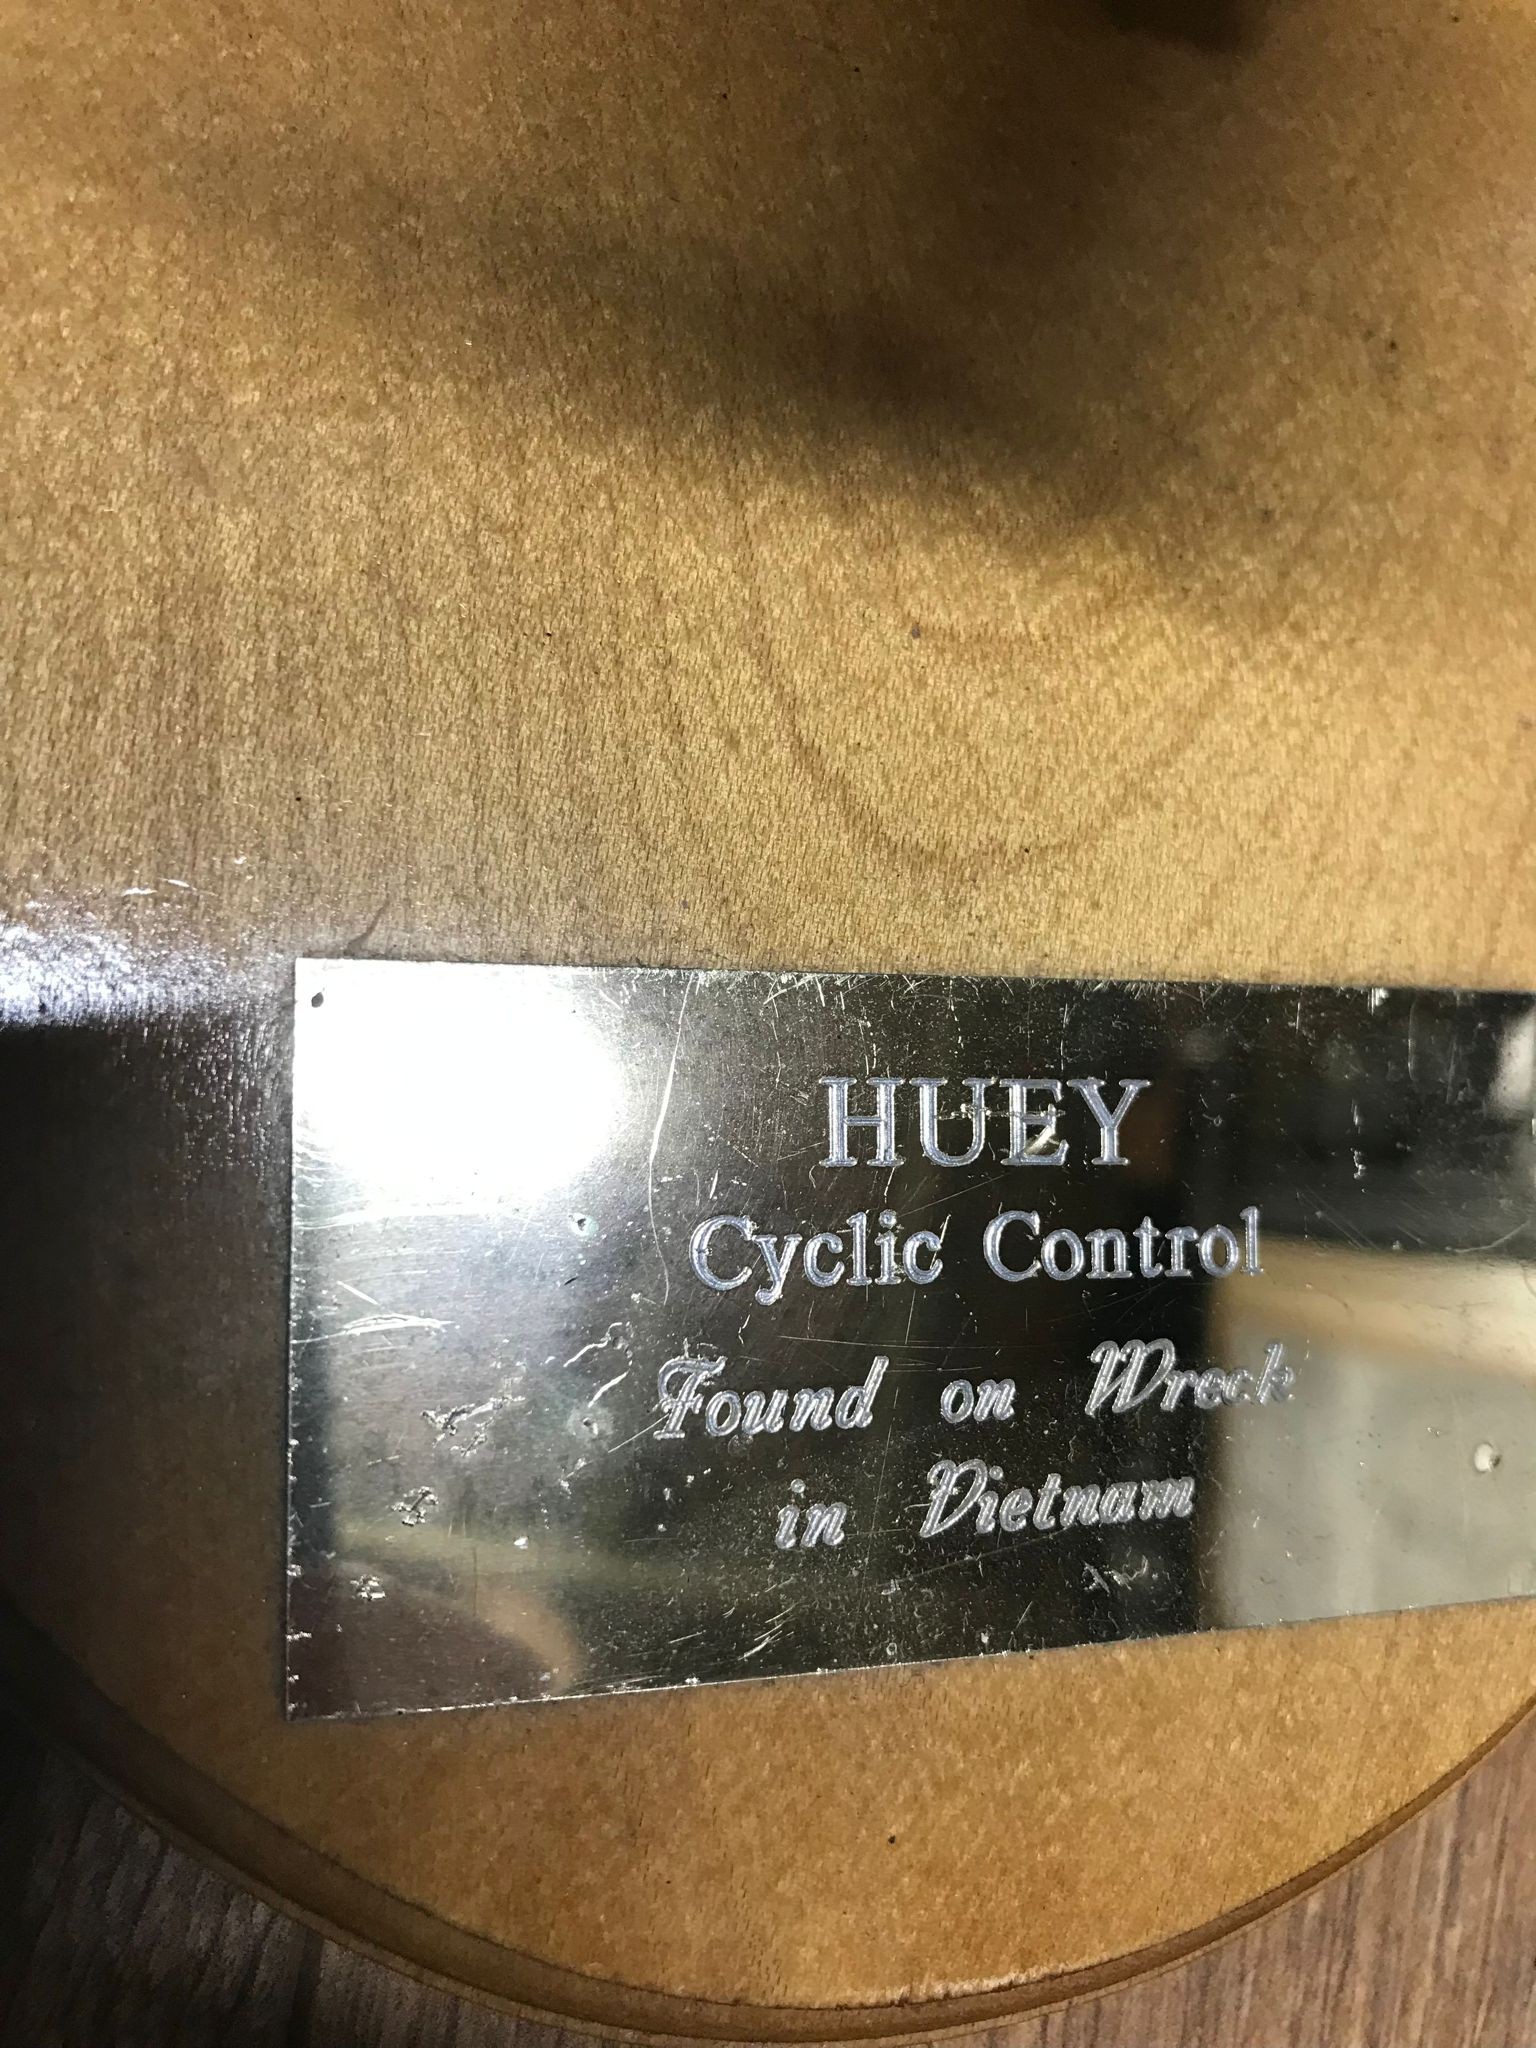 HUEY
Cyclic Control
Found on Wreck
in Vietnam